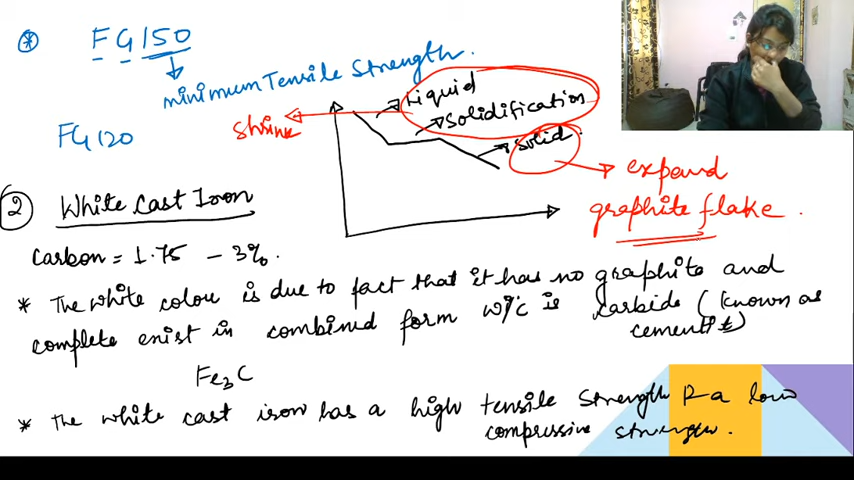 * FG150
minimum Tensile Strength.
FG120
Liquid
Solidification
Shrink
Solid.
expand
graphite flake.
2 White Cast Iron
Carbon = 1.75 - 3%.
* The white colour is due to fact that it has no graphite and
complete exist in combined form w/c is carbide (known as
cementite)
Fe3C
* The white cast iron has a high tensile strength & a low
compressive strength.